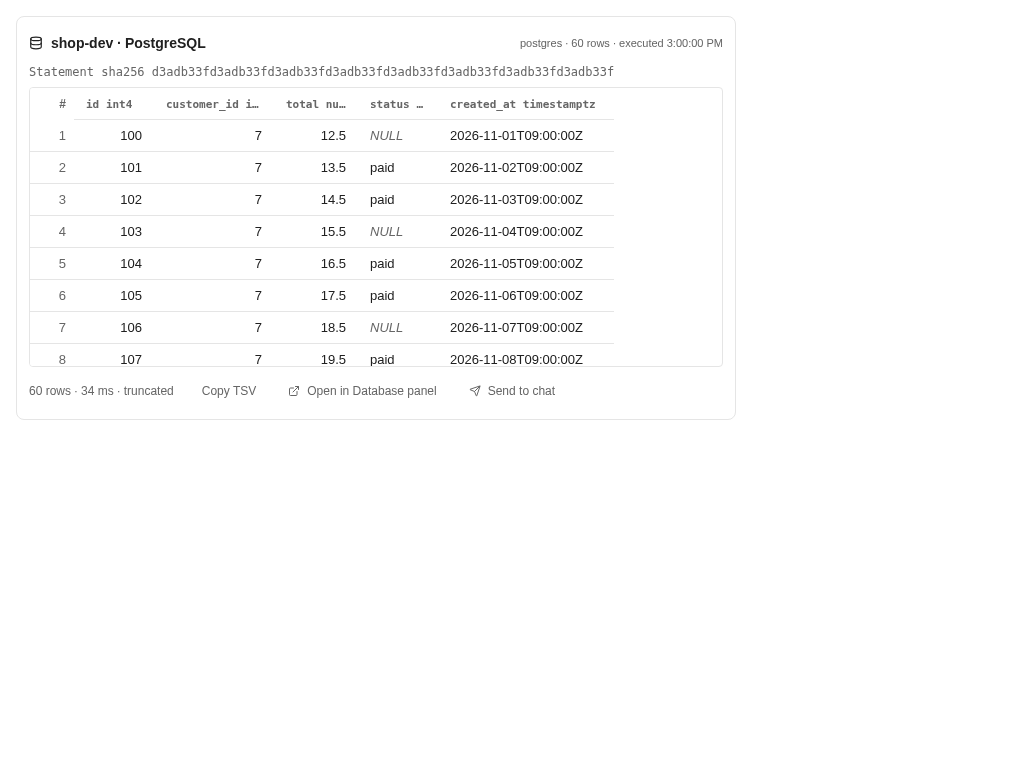 shop-dev · PostgreSQL
postgres · 60 rows · executed 3:00:00 PM
Statement sha256 d3adb33fd3adb33fd3adb33fd3adb33fd3adb33fd3adb33fd3adb33fd3adb33f
# id int4 customer_id i… total nu… status … created_at timestamptz
1 100 7 12.5 NULL 2026-11-01T09:00:00Z
2 101 7 13.5 paid 2026-11-02T09:00:00Z
3 102 7 14.5 paid 2026-11-03T09:00:00Z
4 103 7 15.5 NULL 2026-11-04T09:00:00Z
5 104 7 16.5 paid 2026-11-05T09:00:00Z
6 105 7 17.5 paid 2026-11-06T09:00:00Z
7 106 7 18.5 NULL 2026-11-07T09:00:00Z
8 107 7 19.5 paid 2026-11-08T09:00:00Z
60 rows · 34 ms · truncated Copy TSV Open in Database panel Send to chat